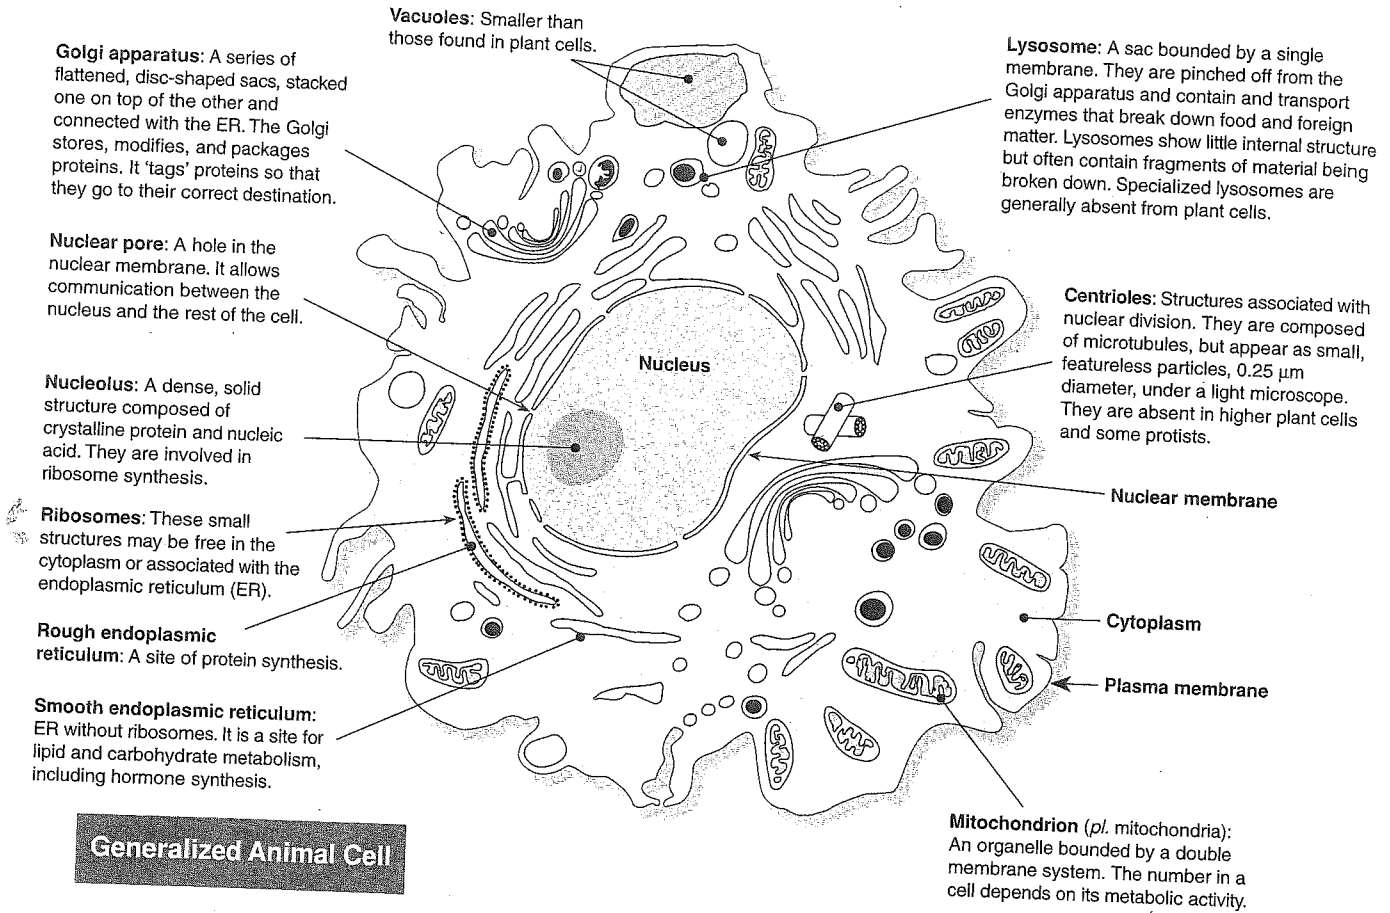 Vacuoles: Smaller than
those found in plant cells.
Golgi apparatus: A series of
flattened, disc-shaped sacs, stacked
one on top of the other and
connected with the ER. The Golgi
stores, modifies, and packages
proteins. It ‘tags’ proteins so that
they go to their correct destination.
Lysosome: A sac bounded by a single
membrane. They are pinched off from the
Golgi apparatus and contain and transport
enzymes that break down food and foreign
matter. Lysosomes show little internal structure
but often contain fragments of material being
broken down. Specialized lysosomes are
generally absent from plant cells.
Nuclear pore: A hole in the
nuclear membrane. It allows
communication between the
nucleus and the rest of the cell.
Centrioles: Structures associated with
nuclear division. They are composed
of microtubules, but appear as small,
featureless particles, 0.25 µm
diameter, under a light microscope.
They are absent in higher plant cells
and some protists.
Nucleus
Nucleolus: A dense, solid
structure composed of
crystalline protein and nucleic
acid. They are involved in
ribosome synthesis.
Nuclear membrane
Ribosomes: These small
structures may be free in the
cytoplasm or associated with the
endoplasmic reticulum (ER).
Cytoplasm
Rough endoplasmic
reticulum: A site of protein synthesis.
Plasma membrane
Smooth endoplasmic reticulum:
ER without ribosomes. It is a site for
lipid and carbohydrate metabolism,
including hormone synthesis.
Mitochondrion (pl. mitochondria):
An organelle bounded by a double
membrane system. The number in a
cell depends on its metabolic activity.
Generalized Animal Cell